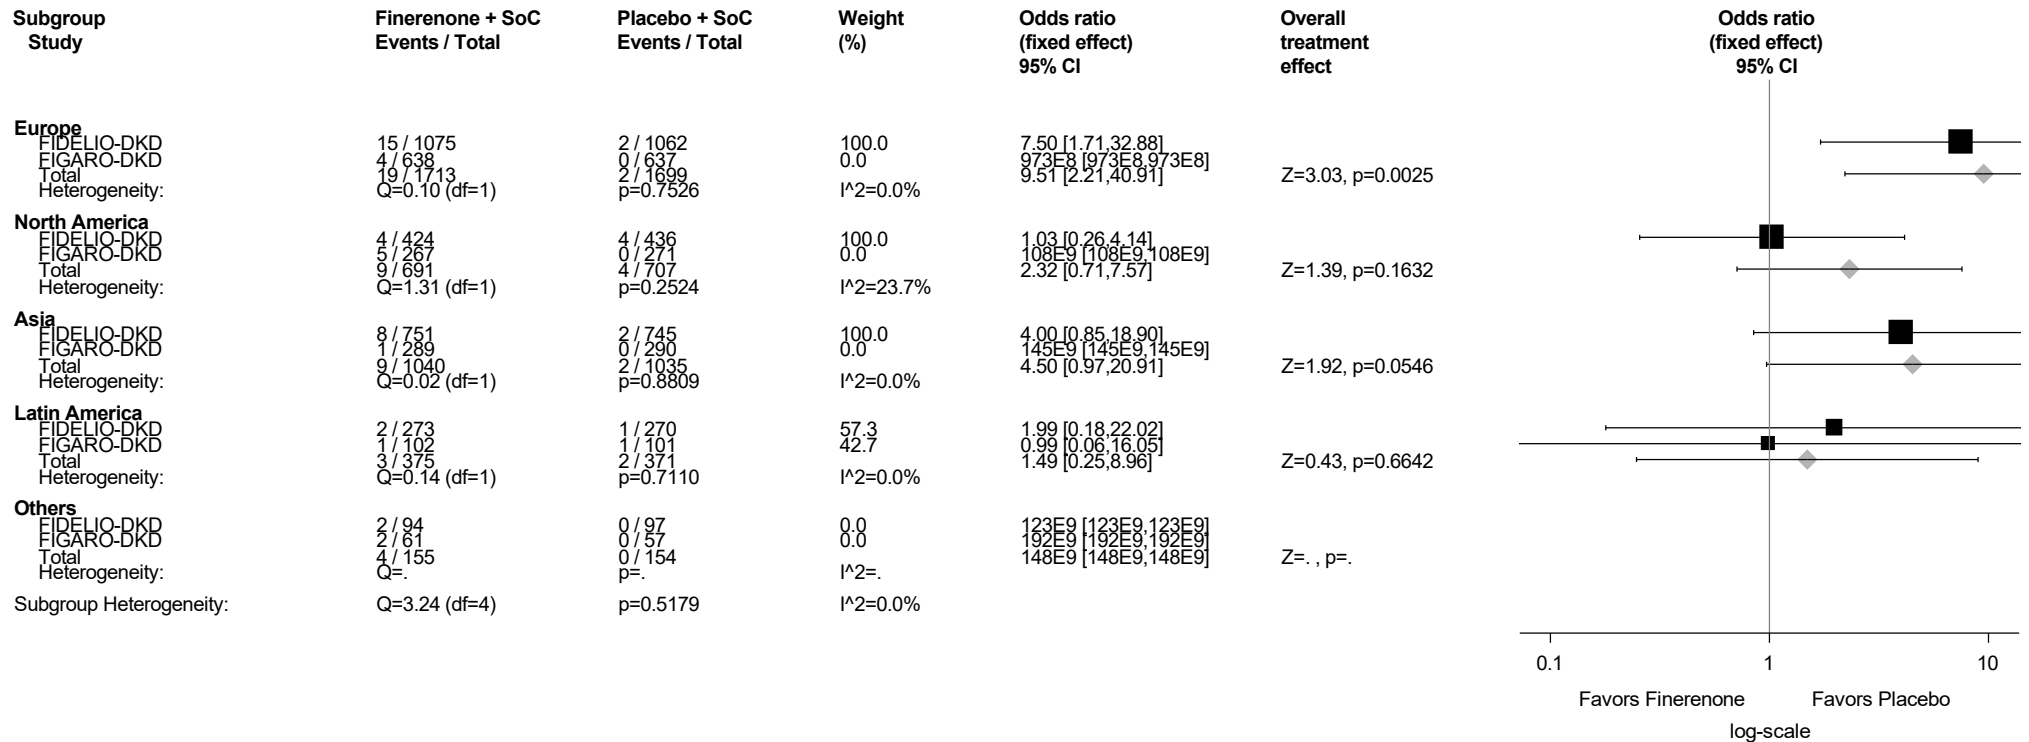 Subgroup Finerenone + SoC Placebo + SoC Weight Odds ratio Overall Odds ratio
Study Events / Total Events / Total (%) (fixed effect) treatment (fixed effect)
95% CI effect 95% CI
Europe
FIDELIO-DKD 15 / 1075 2 / 1062 100.0 7.50 [1.71,32.88]
FIGARO-DKD 4 / 638 0 / 637 0.0 973E8 [973E8,973E8]
Total 19 / 1713 2 / 1699 9.51 [2.21,40.91] Z=3.03, p=0.0025
Heterogeneity: Q=0.10 (df=1) p=0.7526 I^2=0.0%
North America
FIDELIO-DKD 4 / 424 4 / 436 100.0 1.03 [0.26,4.14]
FIGARO-DKD 5 / 267 0 / 271 0.0 108E9 [108E9,108E9]
Total 9 / 691 4 / 707 2.32 [0.71,7.57] Z=1.39, p=0.1632
Heterogeneity: Q=1.31 (df=1) p=0.2524 I^2=23.7%
Asia
FIDELIO-DKD 8 / 751 2 / 745 100.0 4.00 [0.85,18.90]
FIGARO-DKD 1 / 289 0 / 290 0.0 145E9 [145E9,145E9]
Total 9 / 1040 2 / 1035 4.50 [0.97,20.91] Z=1.92, p=0.0546
Heterogeneity: Q=0.02 (df=1) p=0.8809 I^2=0.0%
Latin America
FIDELIO-DKD 2 / 273 1 / 270 57.3 1.99 [0.18,22.02]
FIGARO-DKD 1 / 102 1 / 101 42.7 0.99 [0.06,16.05]
Total 3 / 375 2 / 371 1.49 [0.25,8.96] Z=0.43, p=0.6642
Heterogeneity: Q=0.14 (df=1) p=0.7110 I^2=0.0%
Others
FIDELIO-DKD 2 / 94 0 / 97 0.0 123E9 [123E9,123E9]
FIGARO-DKD 2 / 61 0 / 57 0.0 192E9 [192E9,192E9]
Total 4 / 155 0 / 154 148E9 [148E9,148E9] Z=. , p=.
Heterogeneity: Q=. p=. I^2=.
Subgroup Heterogeneity: Q=3.24 (df=4) p=0.5179 I^2=0.0%
0.1 1 10
Favors Finerenone Favors Placebo
log-scale